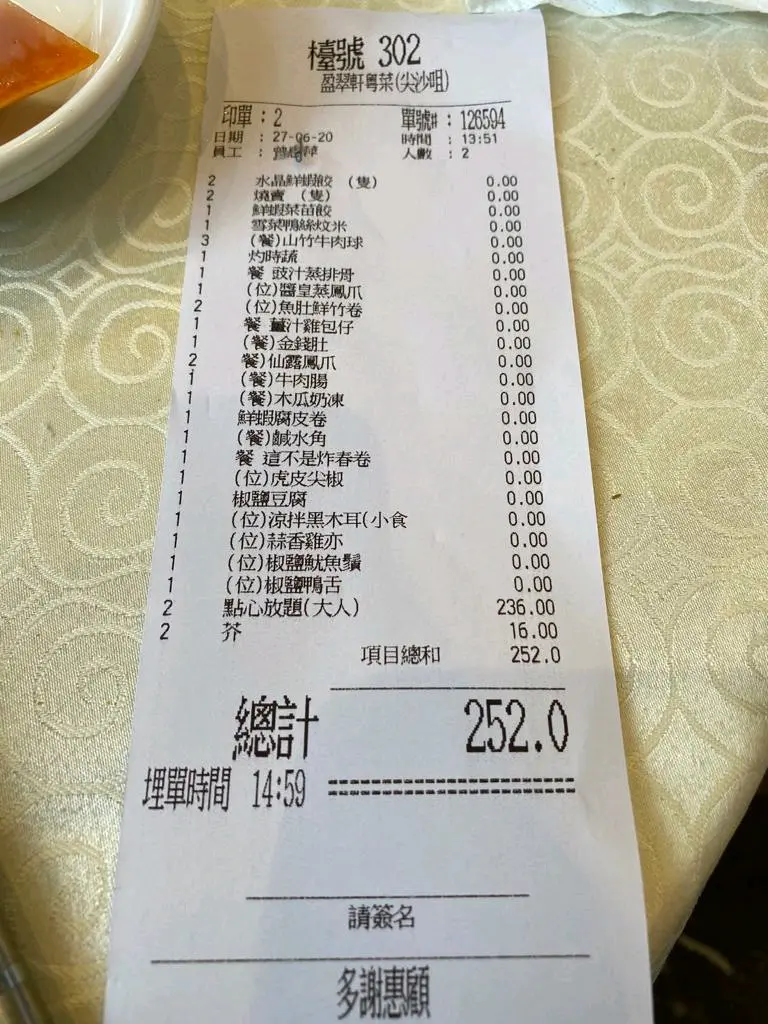 檯號 302
盈翠軒粵菜(尖沙咀)
印單 : 2 單號# : 126594
日期 : 27-06-20 時間 : 13:51
員工 : 人數 : 2
2 水晶鮮蝦餃 (隻) 0.00
2 燒賣 (隻) 0.00
1 鮮蝦菜苗餃 0.00
1 雪菜鴨絲炆米 0.00
3 (餐)山竹牛肉球 0.00
1 灼時蔬 0.00
1 餐 豉汁蒸排骨 0.00
1 (位)醬皇蒸鳳爪 0.00
2 (位)魚肚鮮竹卷 0.00
1 餐 薑汁雞包仔 0.00
1 (餐)金錢肚 0.00
2 (餐)仙露鳳爪 0.00
1 (餐)牛肉腸 0.00
1 (餐)木瓜奶凍 0.00
1 鮮蝦腐皮卷 0.00
1 (餐)鹹水角 0.00
1 餐 這不是炸春卷 0.00
1 (位)虎皮尖椒 0.00
1 椒鹽豆腐 0.00
1 (位)涼拌黑木耳(小食 0.00
1 (位)蒜香雞亦 0.00
1 (位)椒鹽魷魚鬚 0.00
1 (位)椒鹽鴨舌 0.00
2 點心放題(大人) 236.00
2 芥 16.00
項目總和 252.0
總計 252.0
埋單時間 14:59 ====================
請簽名
多謝惠顧